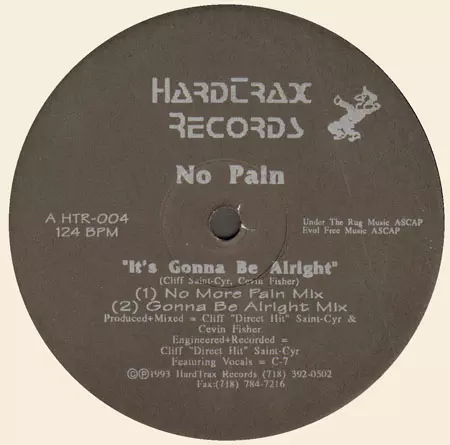 HardTrax
Records
No Pain
A HTR-004
124 BPM
Under The Rug Music ASCAP
Evol Free Music ASCAP
"It's Gonna Be Alright"
(Cliff Saint-Cyr, Cevin Fisher)
(1) No More Pain Mix
(2) Gonna Be Alright Mix
Produced+Mixed = Cliff "Direct Hit" Saint-Cyr &
Cevin Fisher
Engineered+Recorded =
Cliff "Direct Hit" Saint-Cyr
Featuring Vocals = C-7
©℗1993 HardTrax Records (718) 392-0502
Fax:(718) 784-7216